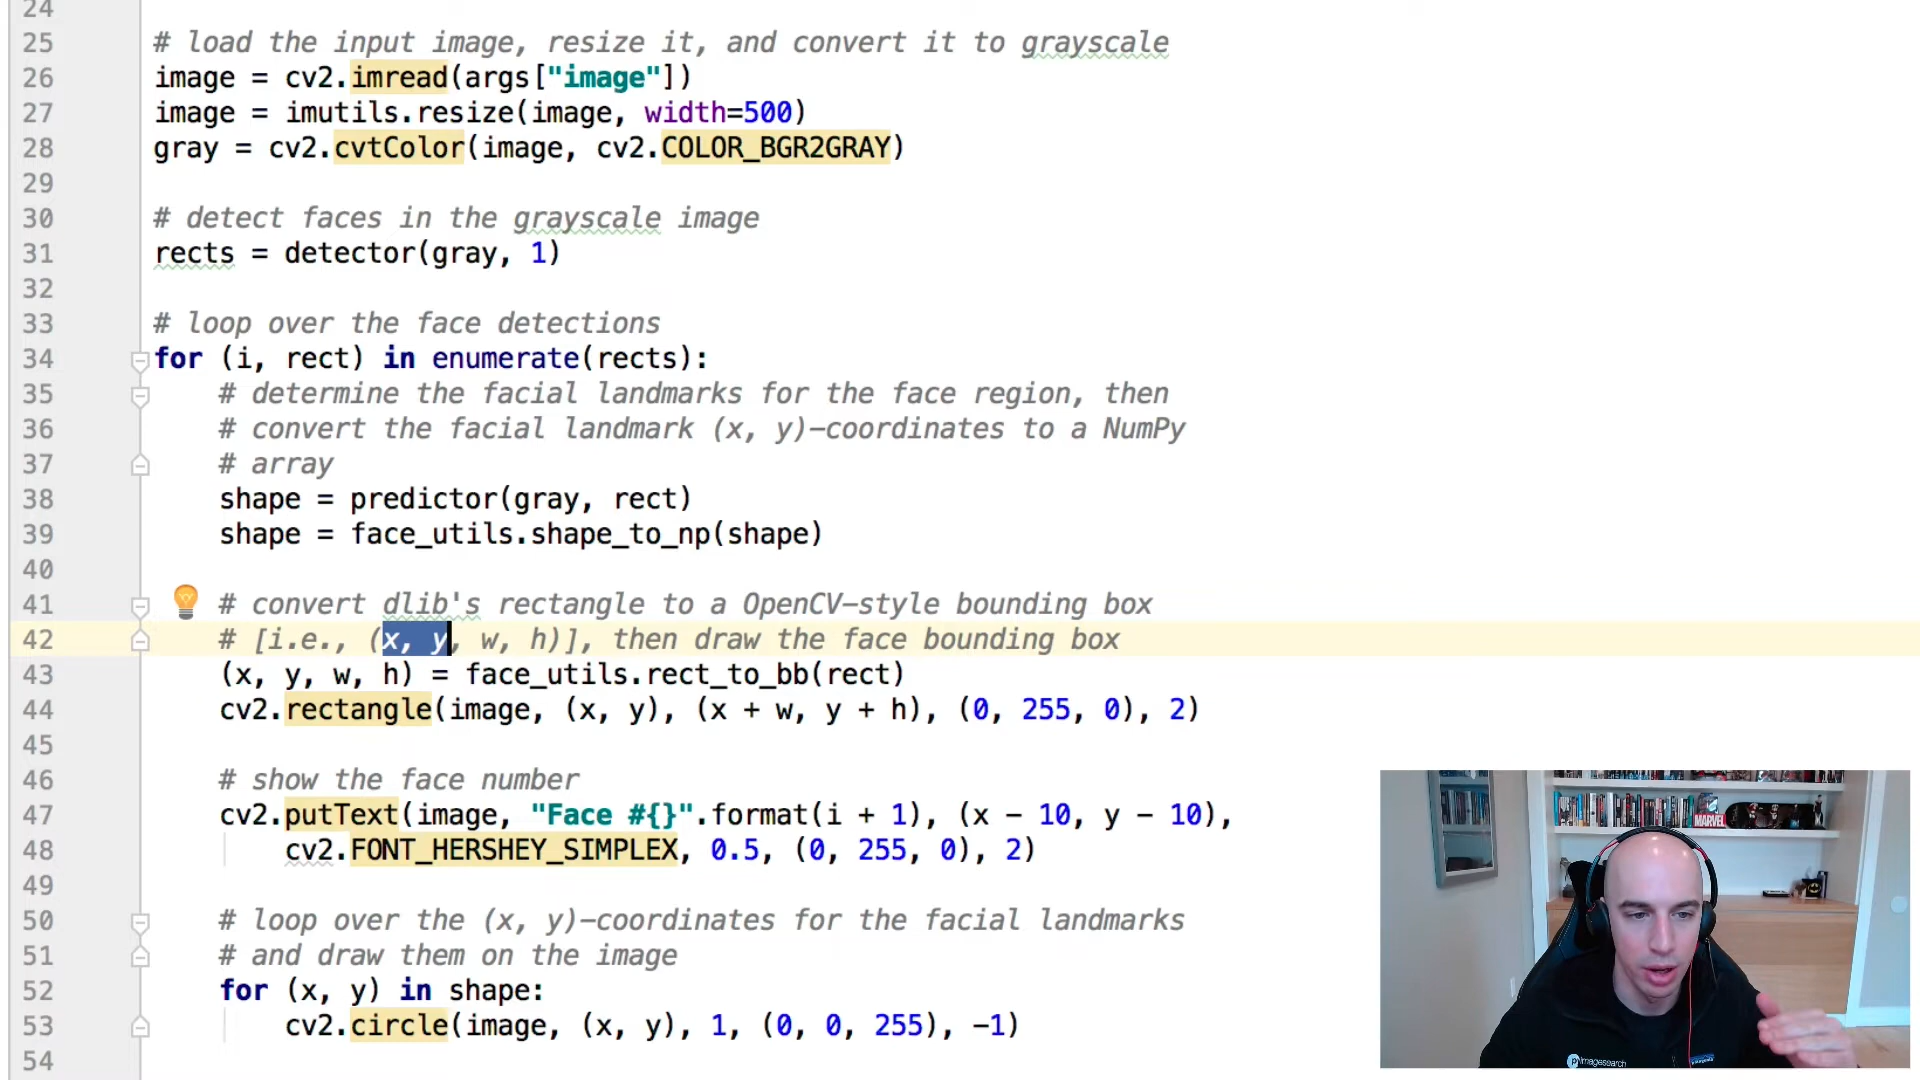 24
25 # load the input image, resize it, and convert it to grayscale
26 image = cv2.imread(args["image"])
27 image = imutils.resize(image, width=500)
28 gray = cv2.cvtColor(image, cv2.COLOR_BGR2GRAY)
29
30 # detect faces in the grayscale image
31 rects = detector(gray, 1)
32
33 # loop over the face detections
34 for (i, rect) in enumerate(rects):
35     # determine the facial landmarks for the face region, then
36     # convert the facial landmark (x, y)-coordinates to a NumPy
37     # array
38     shape = predictor(gray, rect)
39     shape = face_utils.shape_to_np(shape)
40
41     # convert dlib's rectangle to a OpenCV-style bounding box
42     # [i.e., (x, y, w, h)], then draw the face bounding box
43     (x, y, w, h) = face_utils.rect_to_bb(rect)
44     cv2.rectangle(image, (x, y), (x + w, y + h), (0, 255, 0), 2)
45
46     # show the face number
47     cv2.putText(image, "Face #{}".format(i + 1), (x - 10, y - 10),
48         cv2.FONT_HERSHEY_SIMPLEX, 0.5, (0, 255, 0), 2)
49
50     # loop over the (x, y)-coordinates for the facial landmarks
51     # and draw them on the image
52     for (x, y) in shape:
53         cv2.circle(image, (x, y), 1, (0, 0, 255), -1)
54
MARVEL
pyimagesearch